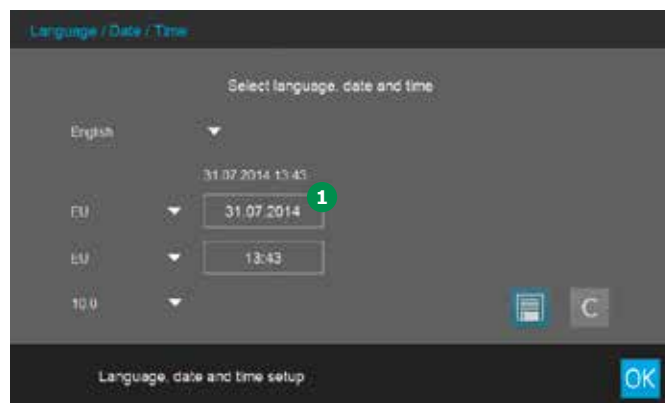 Language / Date / Time
Select language, date and time
English
31.07.2014 13:43
1
EU 31.07.2014
EU 13:43
10.0
C
Language, date and time setup
OK